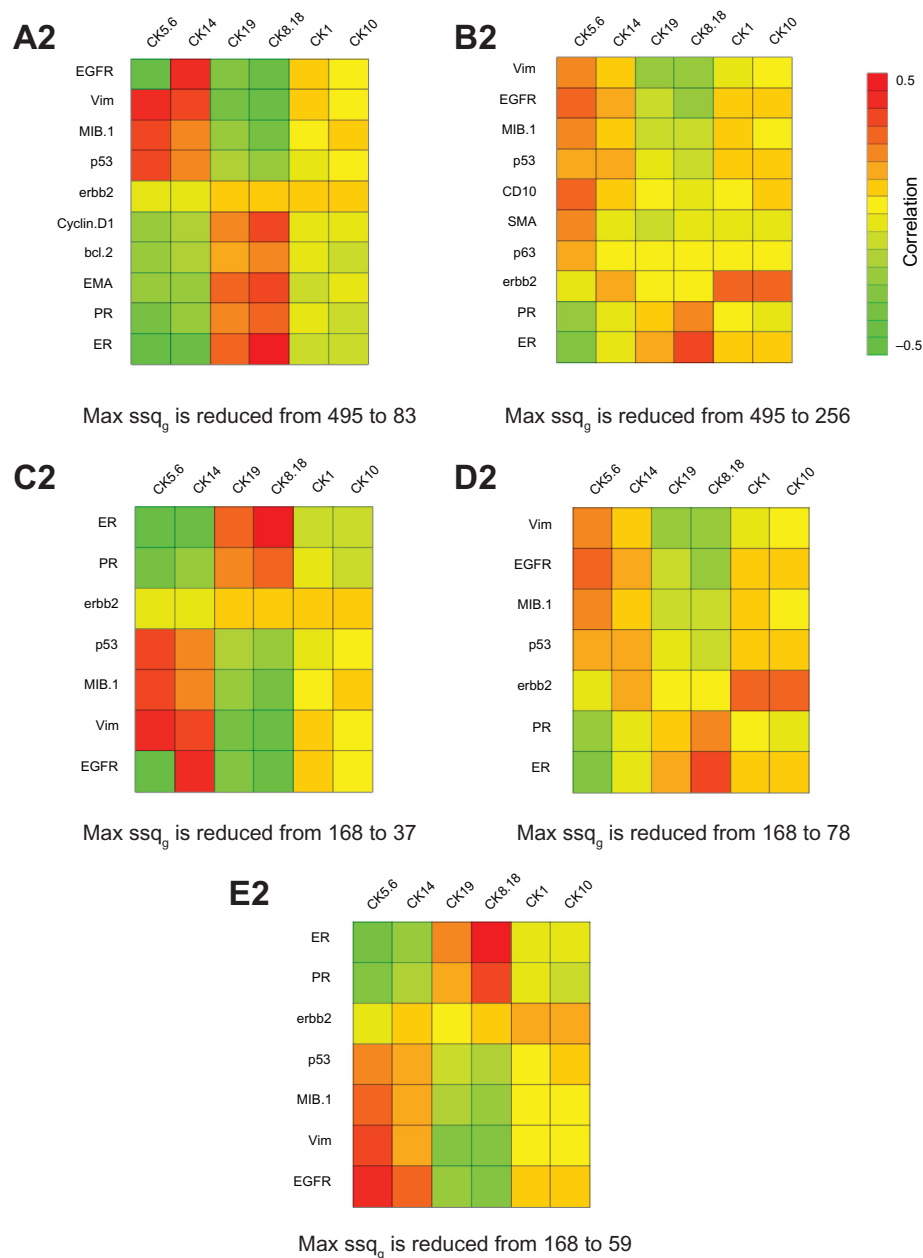 A2
CK5.6 CK14 CK19 CK8.18 CK1 CK10
EGFR
Vim
MIB.1
p53
erbb2
Cyclin.D1
bcl.2
EMA
PR
ER
Max ssqg is reduced from 495 to 83
B2
CK5.6 CK14 CK19 CK8.18 CK1 CK10
Vim
EGFR
MIB.1
p53
CD10
SMA
p63
erbb2
PR
ER
Max ssqg is reduced from 495 to 256
0.5
Correlation
–0.5
C2
CK5.6 CK14 CK19 CK8.18 CK1 CK10
ER
PR
erbb2
p53
MIB.1
Vim
EGFR
Max ssqg is reduced from 168 to 37
D2
CK5.6 CK14 CK19 CK8.18 CK1 CK10
Vim
EGFR
MIB.1
p53
erbb2
PR
ER
Max ssqg is reduced from 168 to 78
E2
CK5.6 CK14 CK19 CK8.18 CK1 CK10
ER
PR
erbb2
p53
MIB.1
Vim
EGFR
Max ssqg is reduced from 168 to 59